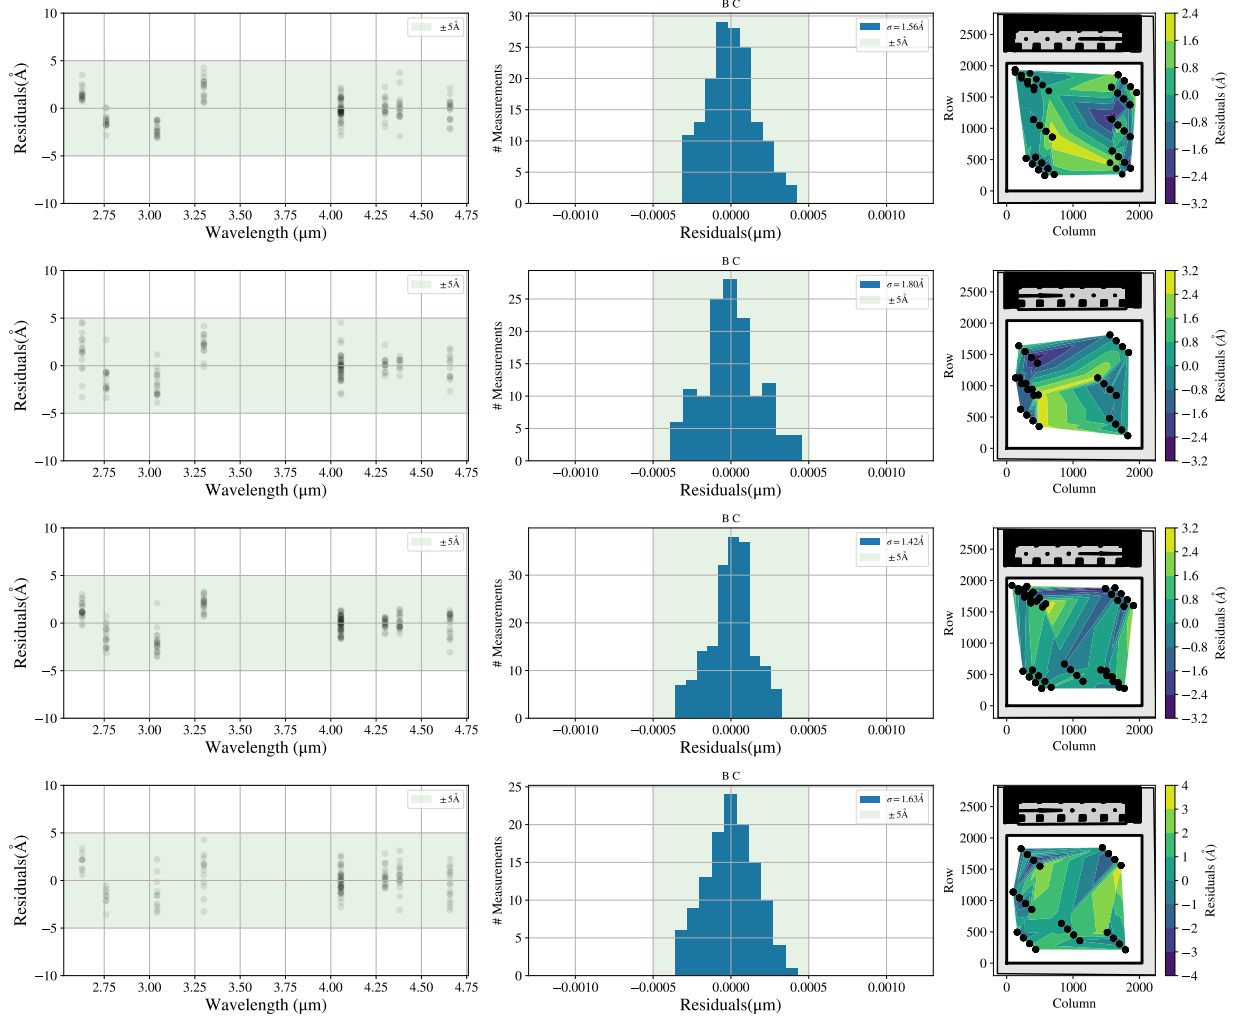 10
5
0
−5
−10
Residuals(Å)
2.75 3.00 3.25 3.50 3.75 4.00 4.25 4.50 4.75
Wavelength (µm)
±5Å
B C
30
25
20
15
10
5
0
# Measurements
−0.0010 −0.0005 0.0000 0.0005 0.0010
Residuals(µm)
σ=1.56Å
±5Å
2500
2000
1500
1000
500
0
Row
0 1000 2000
Column
2.4
1.6
0.8
0.0
−0.8
−1.6
−2.4
−3.2
Residuals (Å)
10
5
0
−5
−10
Residuals(Å)
2.75 3.00 3.25 3.50 3.75 4.00 4.25 4.50 4.75
Wavelength (µm)
±5Å
B C
25
20
15
10
5
0
# Measurements
−0.0010 −0.0005 0.0000 0.0005 0.0010
Residuals(µm)
σ=1.80Å
±5Å
2500
2000
1500
1000
500
0
Row
0 1000 2000
Column
3.2
2.4
1.6
0.8
0.0
−0.8
−1.6
−2.4
−3.2
Residuals (Å)
10
5
0
−5
−10
Residuals(Å)
2.75 3.00 3.25 3.50 3.75 4.00 4.25 4.50 4.75
Wavelength (µm)
±5Å
B C
30
20
10
0
# Measurements
−0.0010 −0.0005 0.0000 0.0005 0.0010
Residuals(µm)
σ=1.42Å
±5Å
2500
2000
1500
1000
500
0
Row
0 1000 2000
Column
3.2
2.4
1.6
0.8
0.0
−0.8
−1.6
−2.4
−3.2
Residuals (Å)
10
5
0
−5
−10
Residuals(Å)
2.75 3.00 3.25 3.50 3.75 4.00 4.25 4.50 4.75
Wavelength (µm)
±5Å
B C
25
20
15
10
5
0
# Measurements
−0.0010 −0.0005 0.0000 0.0005 0.0010
Residuals(µm)
σ=1.63Å
±5Å
2500
2000
1500
1000
500
0
Row
0 1000 2000
Column
4
3
2
1
0
−1
−2
−3
−4
Residuals (Å)